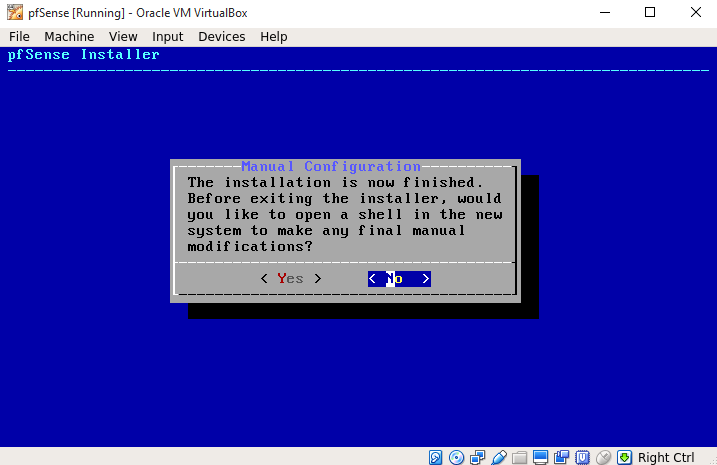 pfSense [Running] - Oracle VM VirtualBox
File Machine View Input Devices Help
pfSense Installer
Manual Configuration
The installation is now finished.
Before exiting the installer, would
you like to open a shell in the new
system to make any final manual
modifications?
< Yes > < No >
Right Ctrl